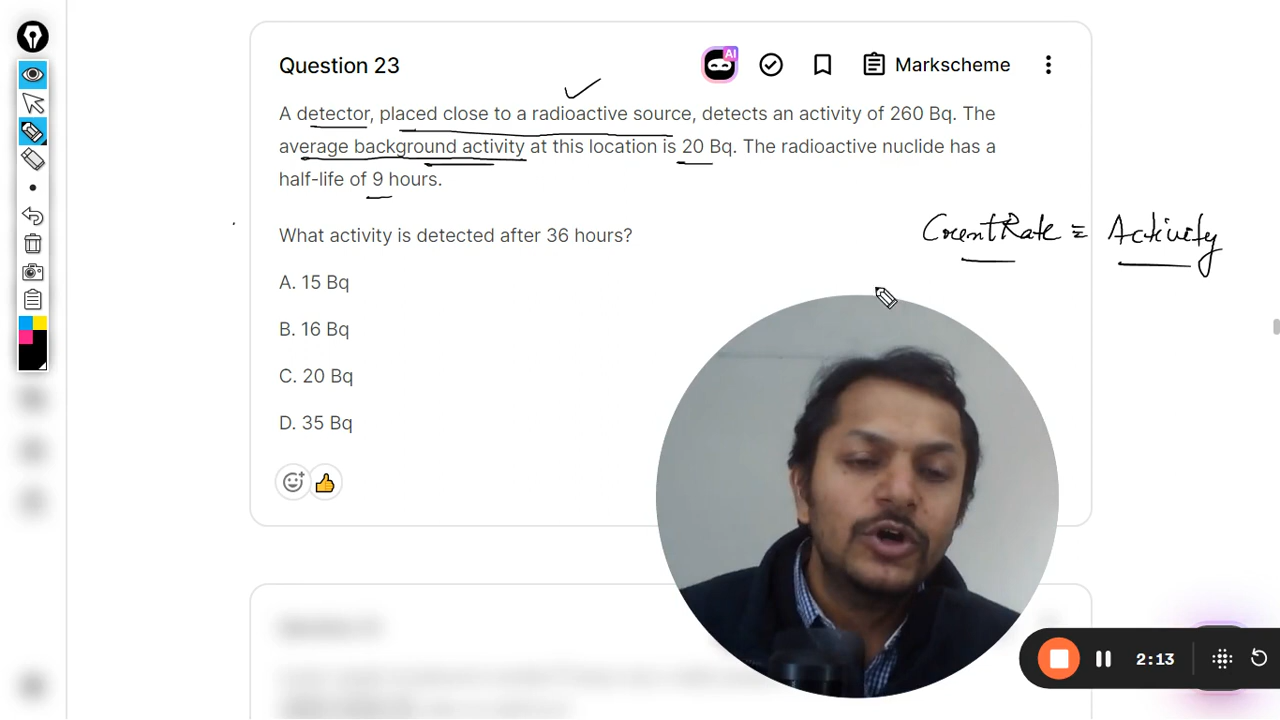 Question 23
AI
Markscheme
A detector, placed close to a radioactive source, detects an activity of 260 Bq. The
average background activity at this location is 20 Bq. The radioactive nuclide has a
half-life of 9 hours.
CountRate = Activity
What activity is detected after 36 hours?
A. 15 Bq
B. 16 Bq
C. 20 Bq
D. 35 Bq
2:13